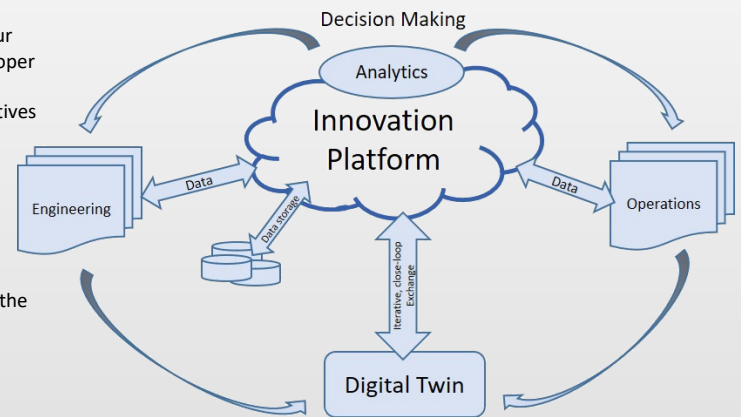 Decision Making
ur
pper
tives
the
Analytics
Innovation
Platform
Engineering
Data
Data storage
Iterative, close-loop
Exchange
Data
Operations
Digital Twin